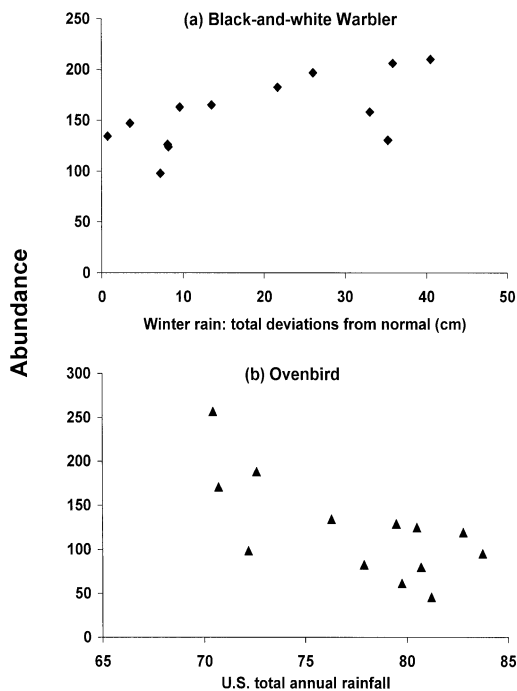 (a) Black-and-white Warbler
250
200
150
100
50
0
0 10 20 30 40 50
Winter rain: total deviations from normal (cm)
Abundance
(b) Ovenbird
300
250
200
150
100
50
0
65 70 75 80 85
U.S. total annual rainfall